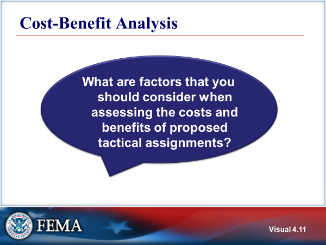 Cost-Benefit Analysis
What are factors that you
should consider when
assessing the costs and
benefits of proposed
tactical assignments?
FEMA
Visual 4.11